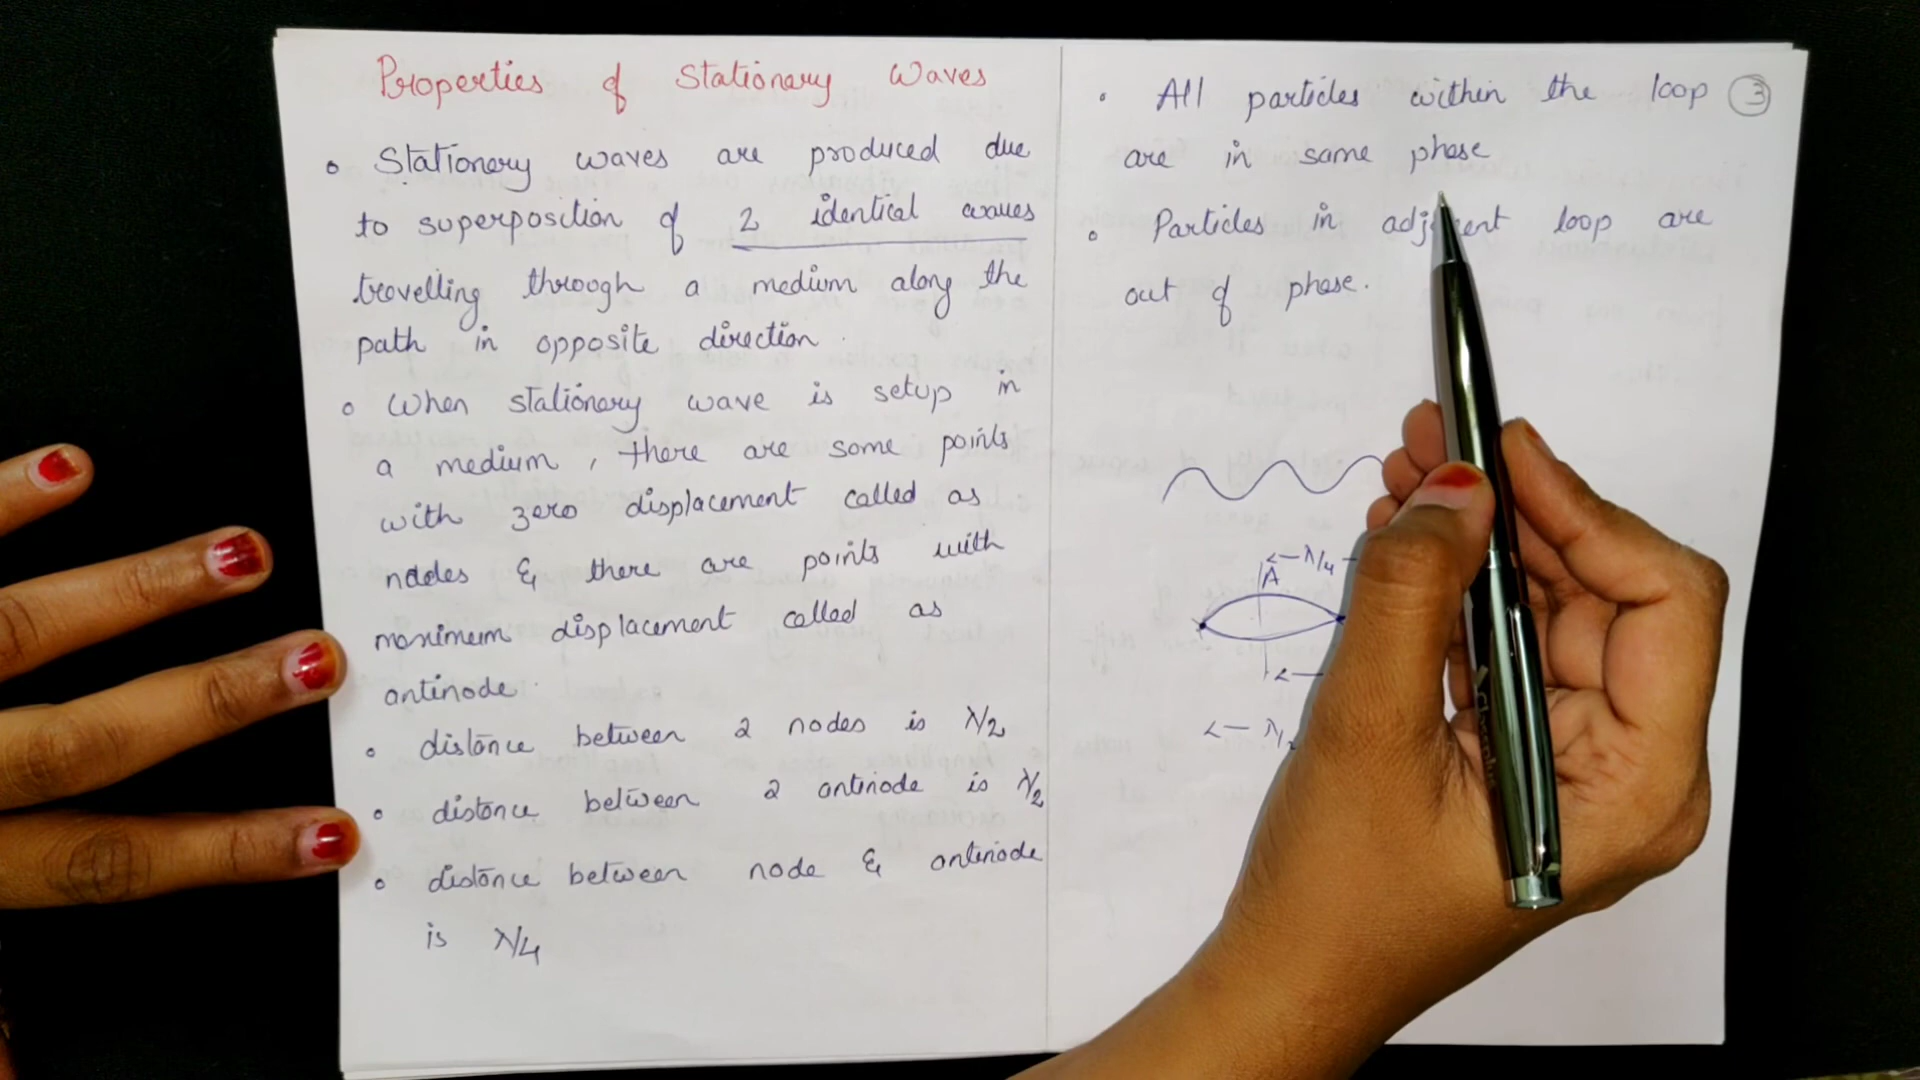 Properties of Stationary Waves
Stationary waves are produced due
to superposition of 2 identical waves
travelling through a medium along the
path in opposite direction.
When stationary wave is setup in
a medium, there are some points
with zero displacement called as
nodes & there are points with
maximum displacement called as
antinode.
distance between 2 nodes is λ/2
distance between 2 antinode is λ/2
distance between node & antinode
is λ/4
All particles within the loop 3
are in same phase
Particles in adjacent loop are
out of phase.
<- λ/4 -
A
<-
<- λ/2